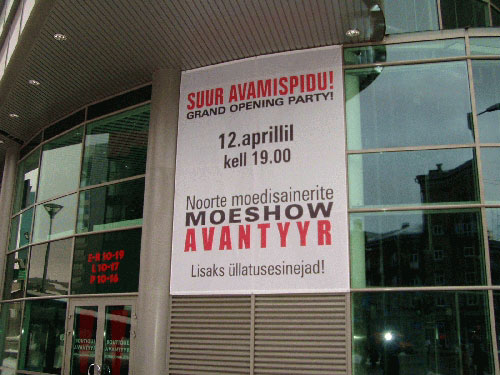 SUUR AVAMISPIDU!
GRAND OPENING PARTY!
12.aprillil
kell 19.00
Noorte moedisainerite
MOESHOW
AVANTYYR
Lisaks üllatusesinejad!
E-R 10-19
L 10-17
P 10-16
AVANTYYR